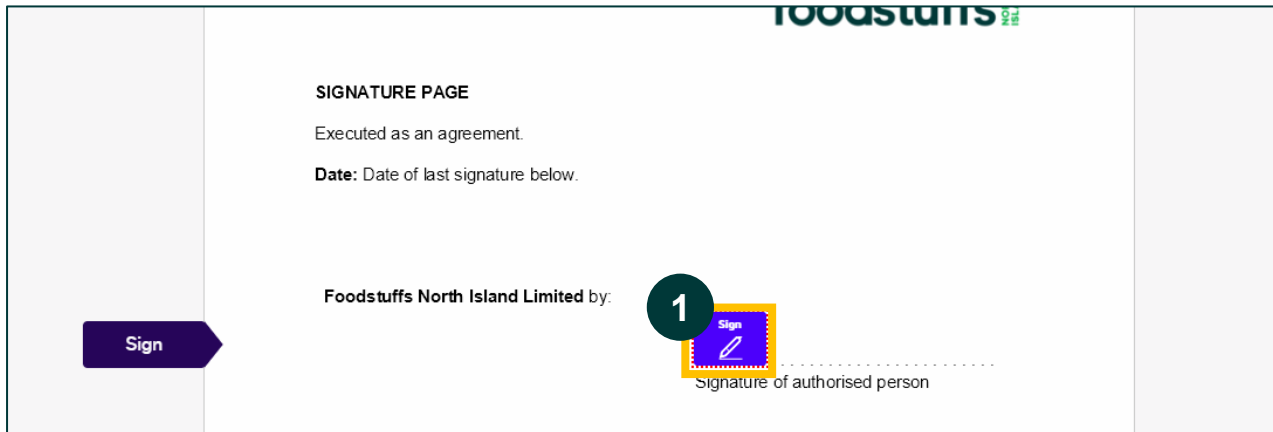 foodstuffs
SIGNATURE PAGE
Executed as an agreement.
Date: Date of last signature below.
Foodstuffs North Island Limited by:
1
Sign
Sign
Signature of authorised person